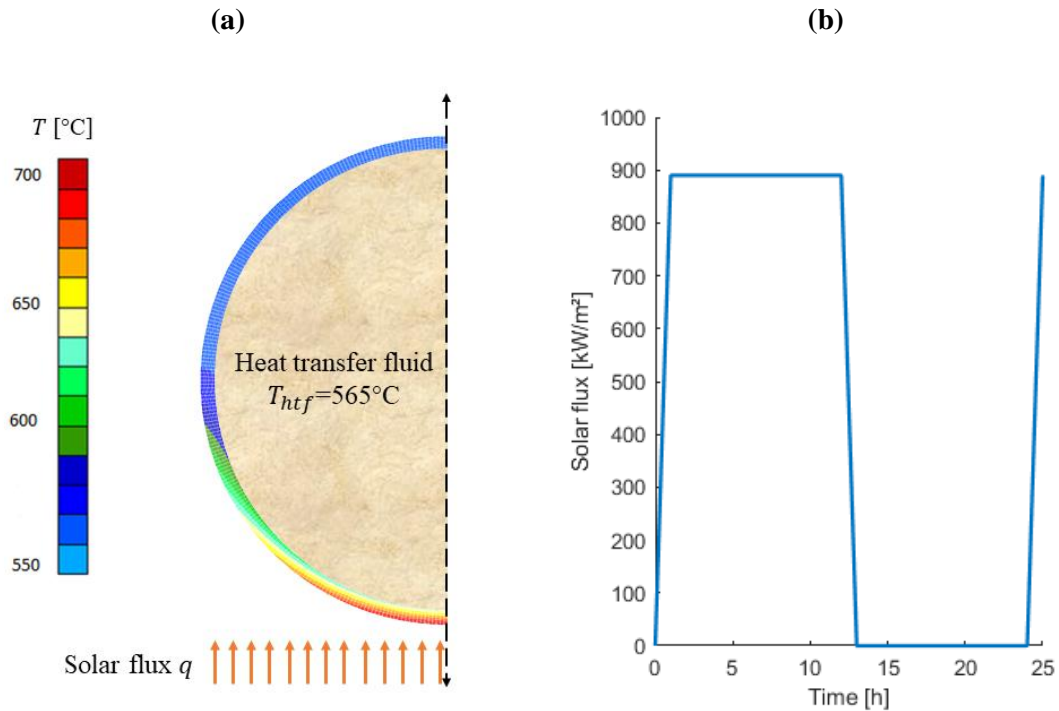 (a)
(b)
T [°C]
700
650
600
550
Heat transfer fluid
T_htf=565°C
Solar flux q
1000
900
800
700
600
500
400
300
200
100
0
Solar flux [kW/m²]
0 5 10 15 20 25
Time [h]